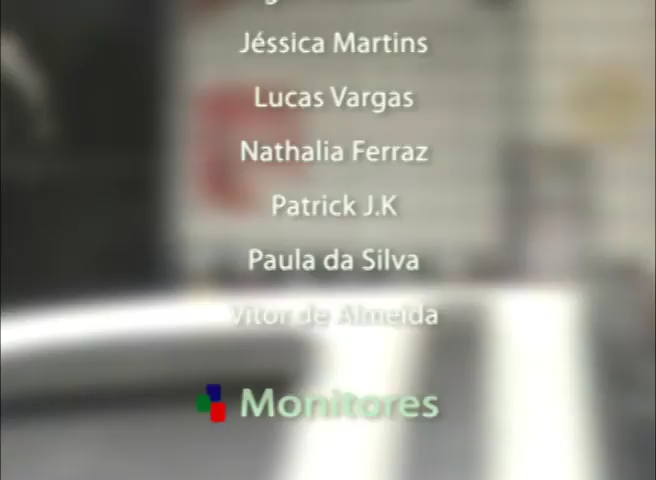 Jéssica Martins
Lucas Vargas
Nathalia Ferraz
Patrick J.K
Paula da Silva
Vitor de Almeida
Monitores